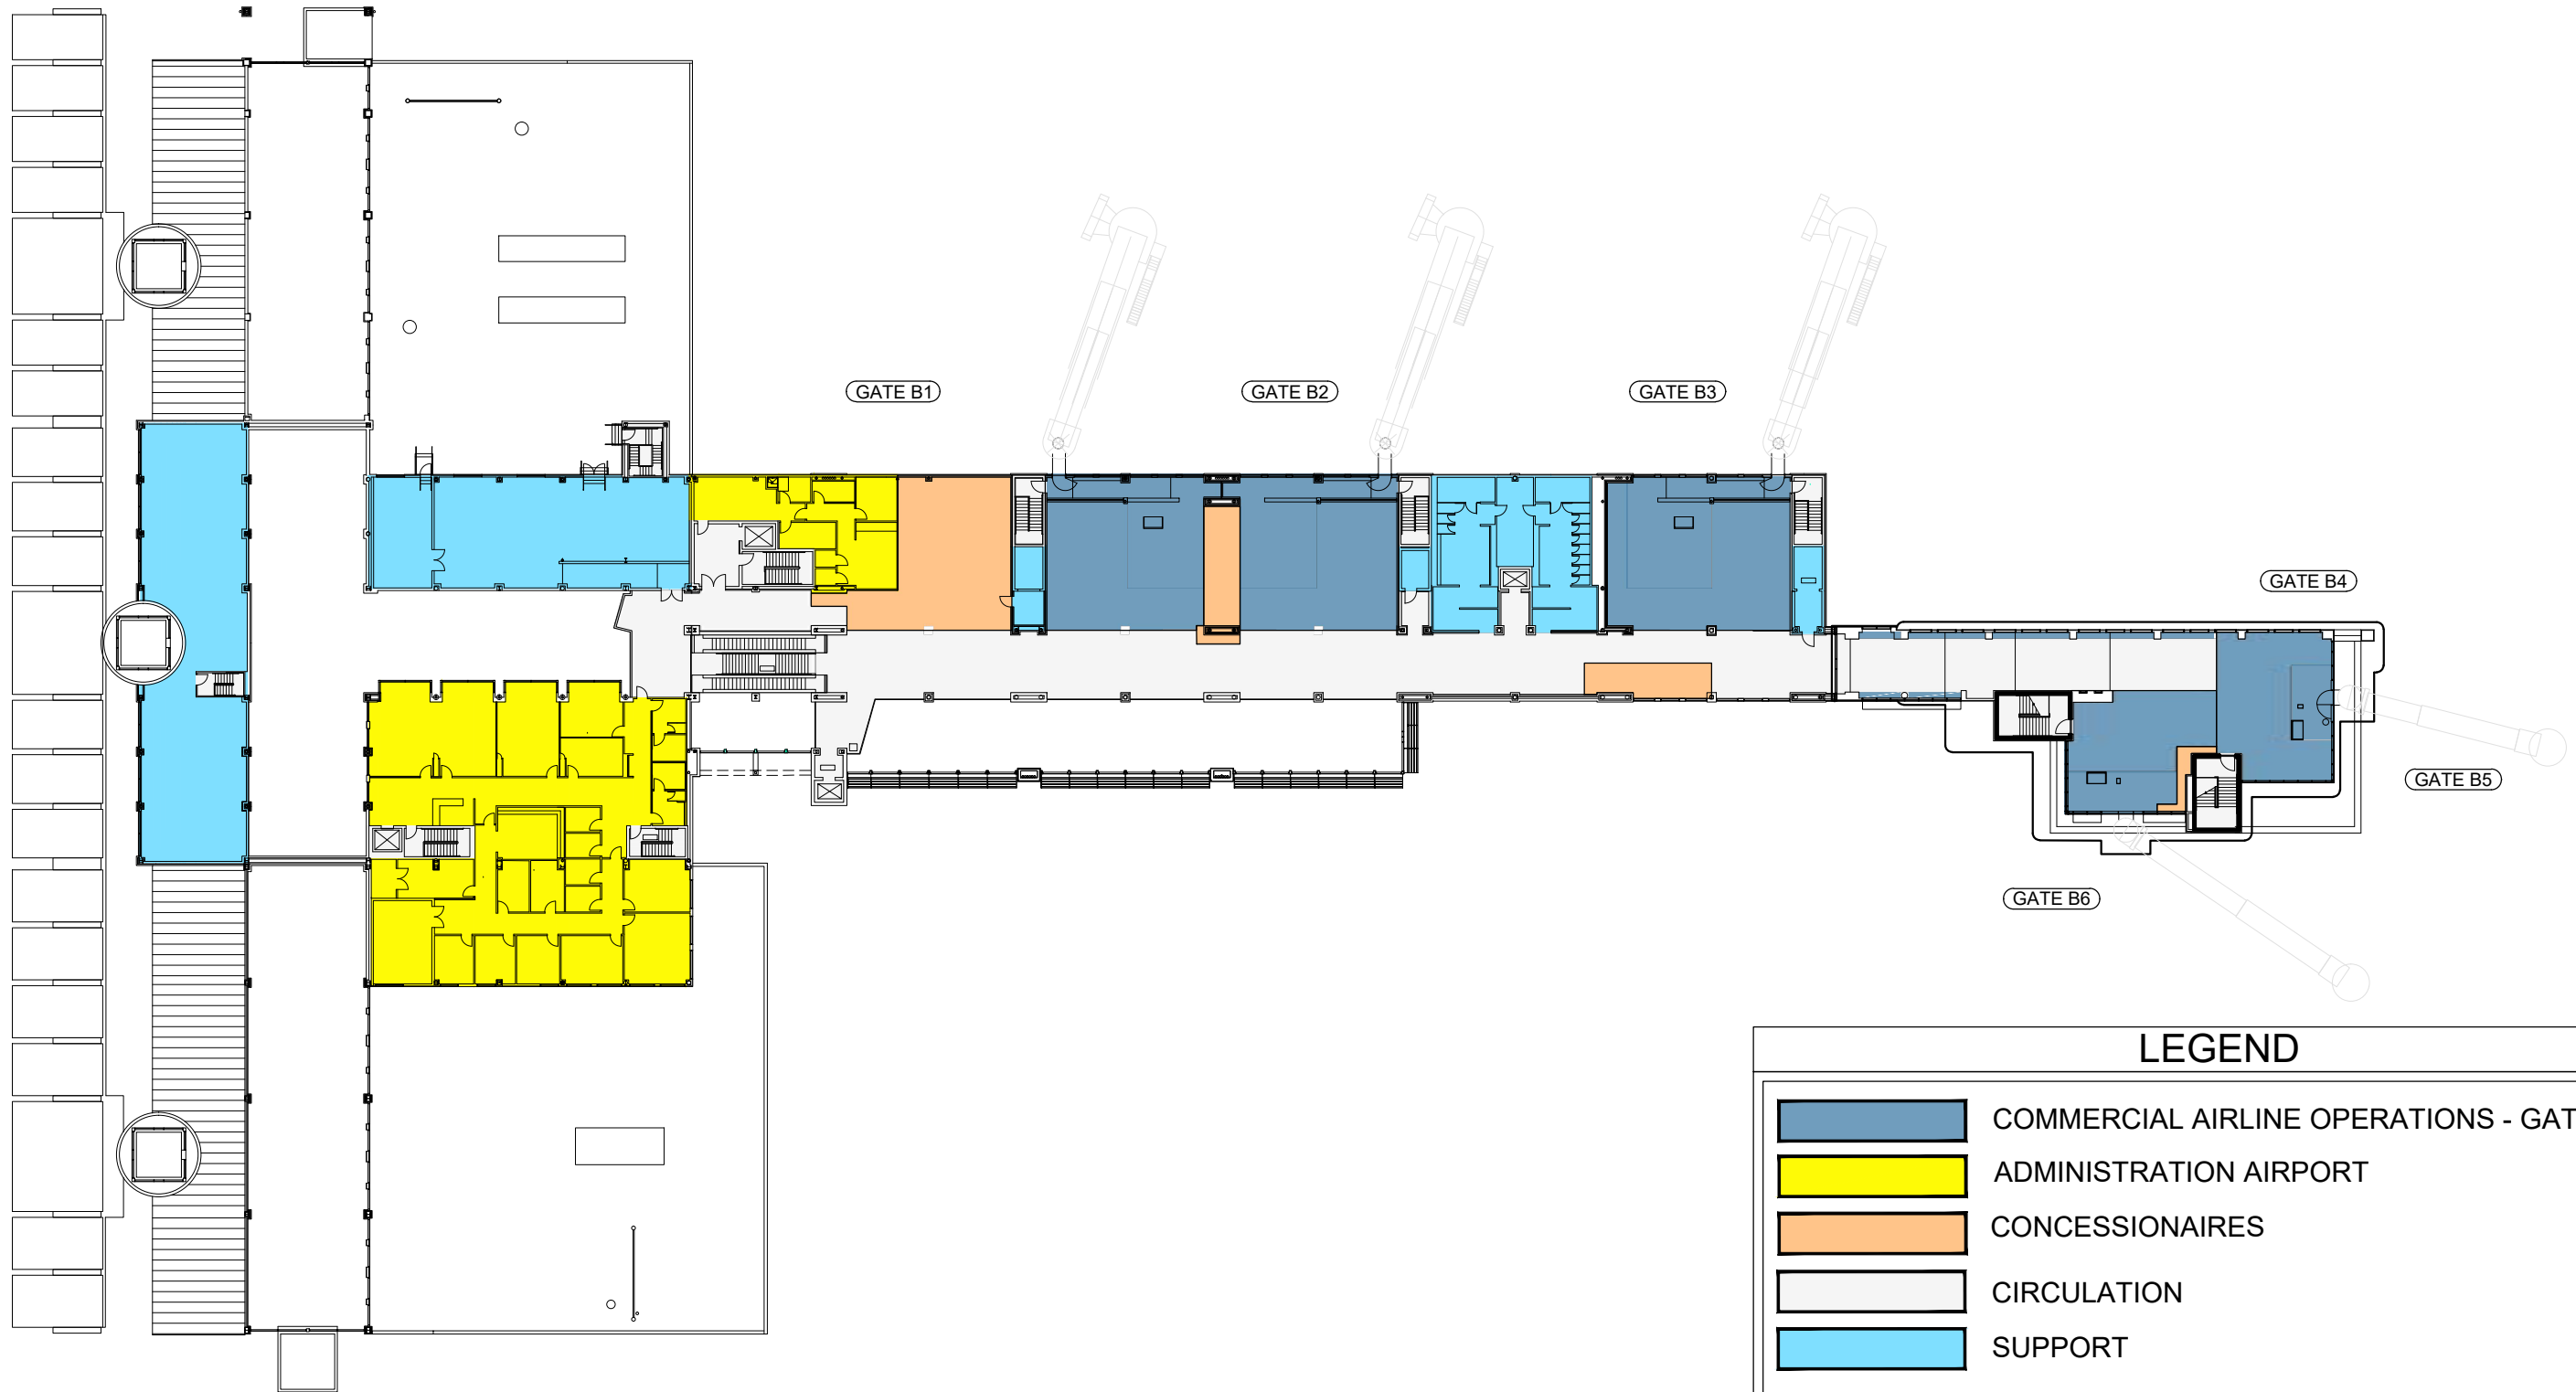 GATE B1
GATE B2
GATE B3
GATE B4
GATE B5
GATE B6
LEGEND
COMMERCIAL AIRLINE OPERATIONS - GAT
ADMINISTRATION AIRPORT
CONCESSIONAIRES
CIRCULATION
SUPPORT